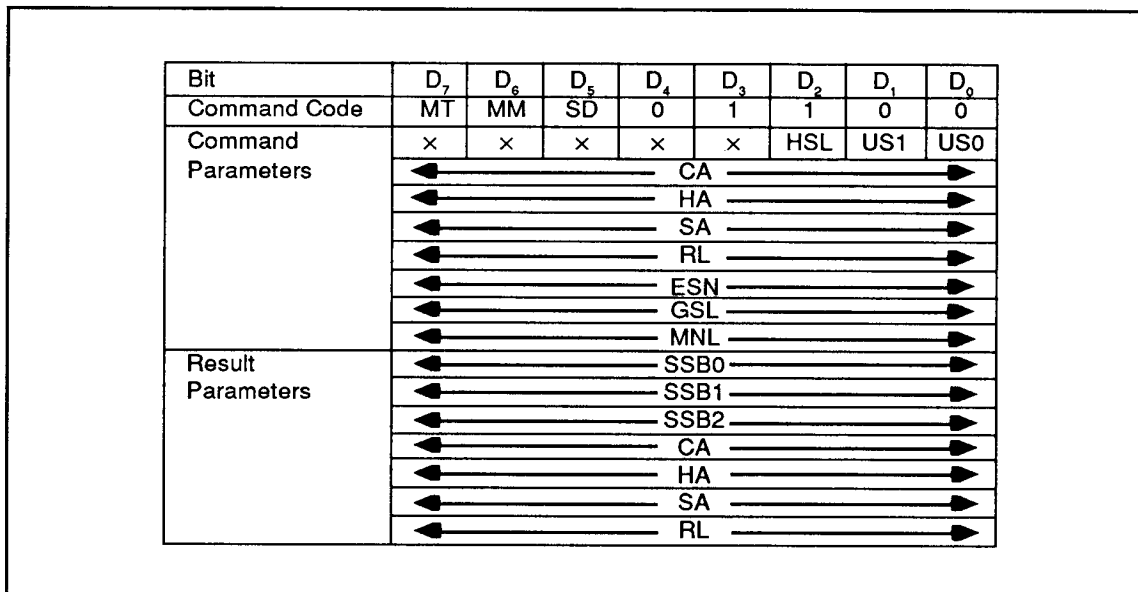 Bit D₇ D₆ D₅ D₄ D₃ D₂ D₁ D₀
Command Code MT MM SD 0 1 1 0 0
Command × × × × × HSL US1 US0
Parameters CA
HA
SA
RL
ESN
GSL
MNL
Result SSB0
Parameters SSB1
SSB2
CA
HA
SA
RL